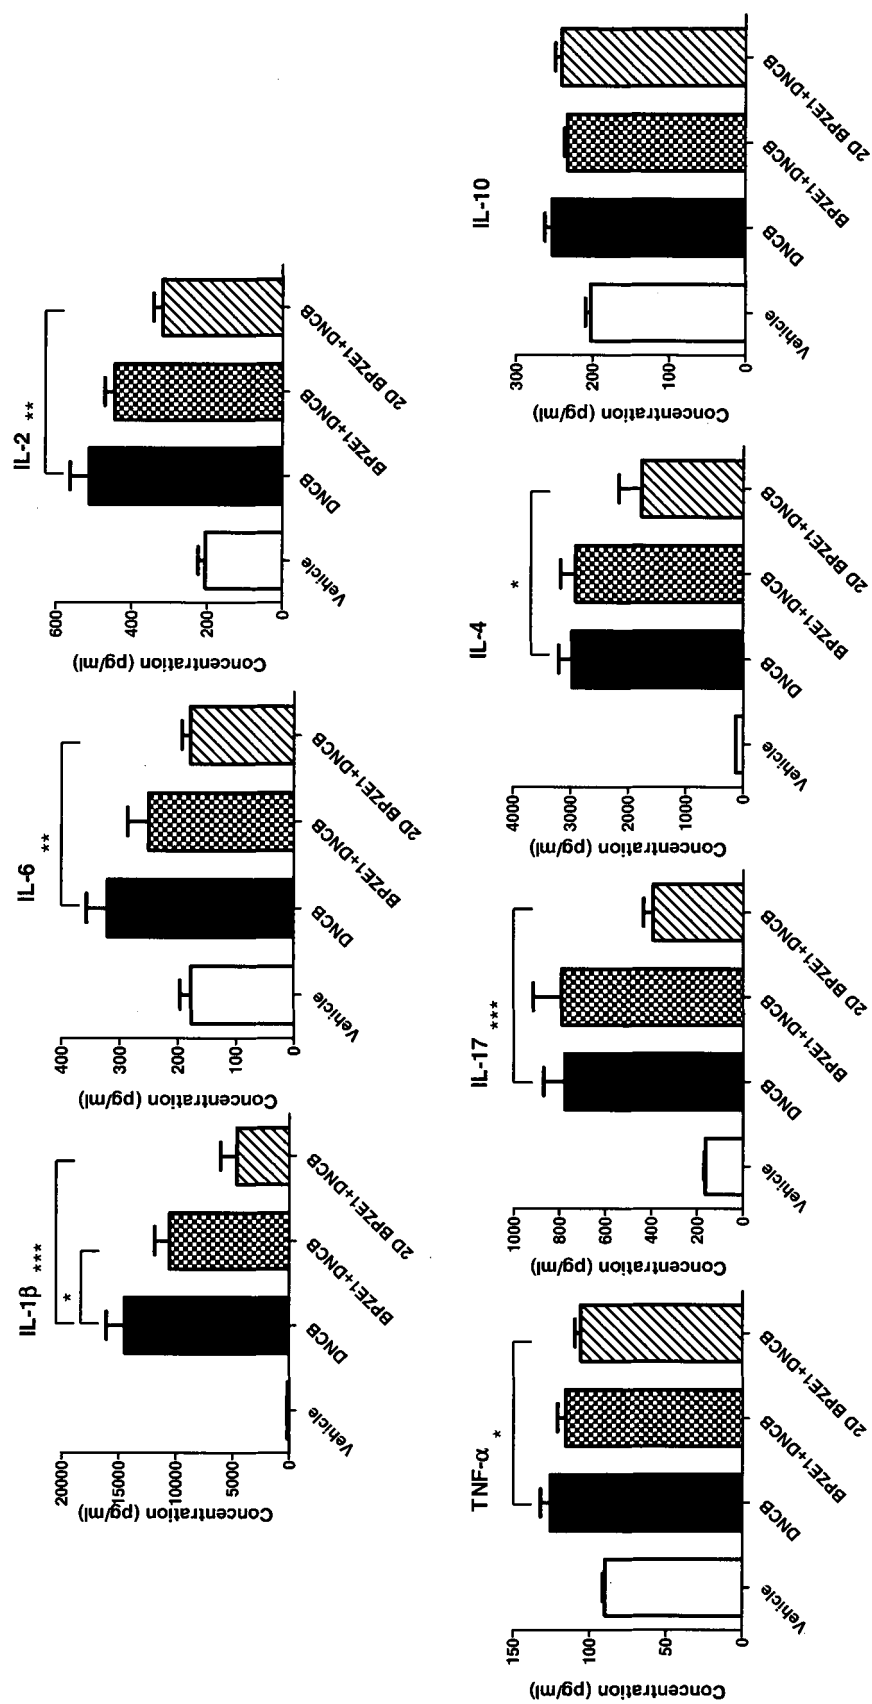 IL-1β
***
*
Concentration (pg/ml)
20000
15000
10000
5000
0
Vehicle
DNCB
BPZE1+DNCB
2D BPZE1+DNCB
IL-6
**
Concentration (pg/ml)
400
300
200
100
0
Vehicle
DNCB
BPZE1+DNCB
2D BPZE1+DNCB
IL-2
**
Concentration (pg/ml)
600
400
200
0
Vehicle
DNCB
BPZE1+DNCB
2D BPZE1+DNCB
TNF-α
*
Concentration (pg/ml)
150
100
50
0
Vehicle
DNCB
BPZE1+DNCB
2D BPZE1+DNCB
IL-17
***
Concentration (pg/ml)
1000
800
600
400
200
0
Vehicle
DNCB
BPZE1+DNCB
2D BPZE1+DNCB
IL-4
*
Concentration (pg/ml)
4000
3000
2000
1000
0
Vehicle
DNCB
BPZE1+DNCB
2D BPZE1+DNCB
IL-10
Concentration (pg/ml)
300
200
100
0
Vehicle
DNCB
BPZE1+DNCB
2D BPZE1+DNCB